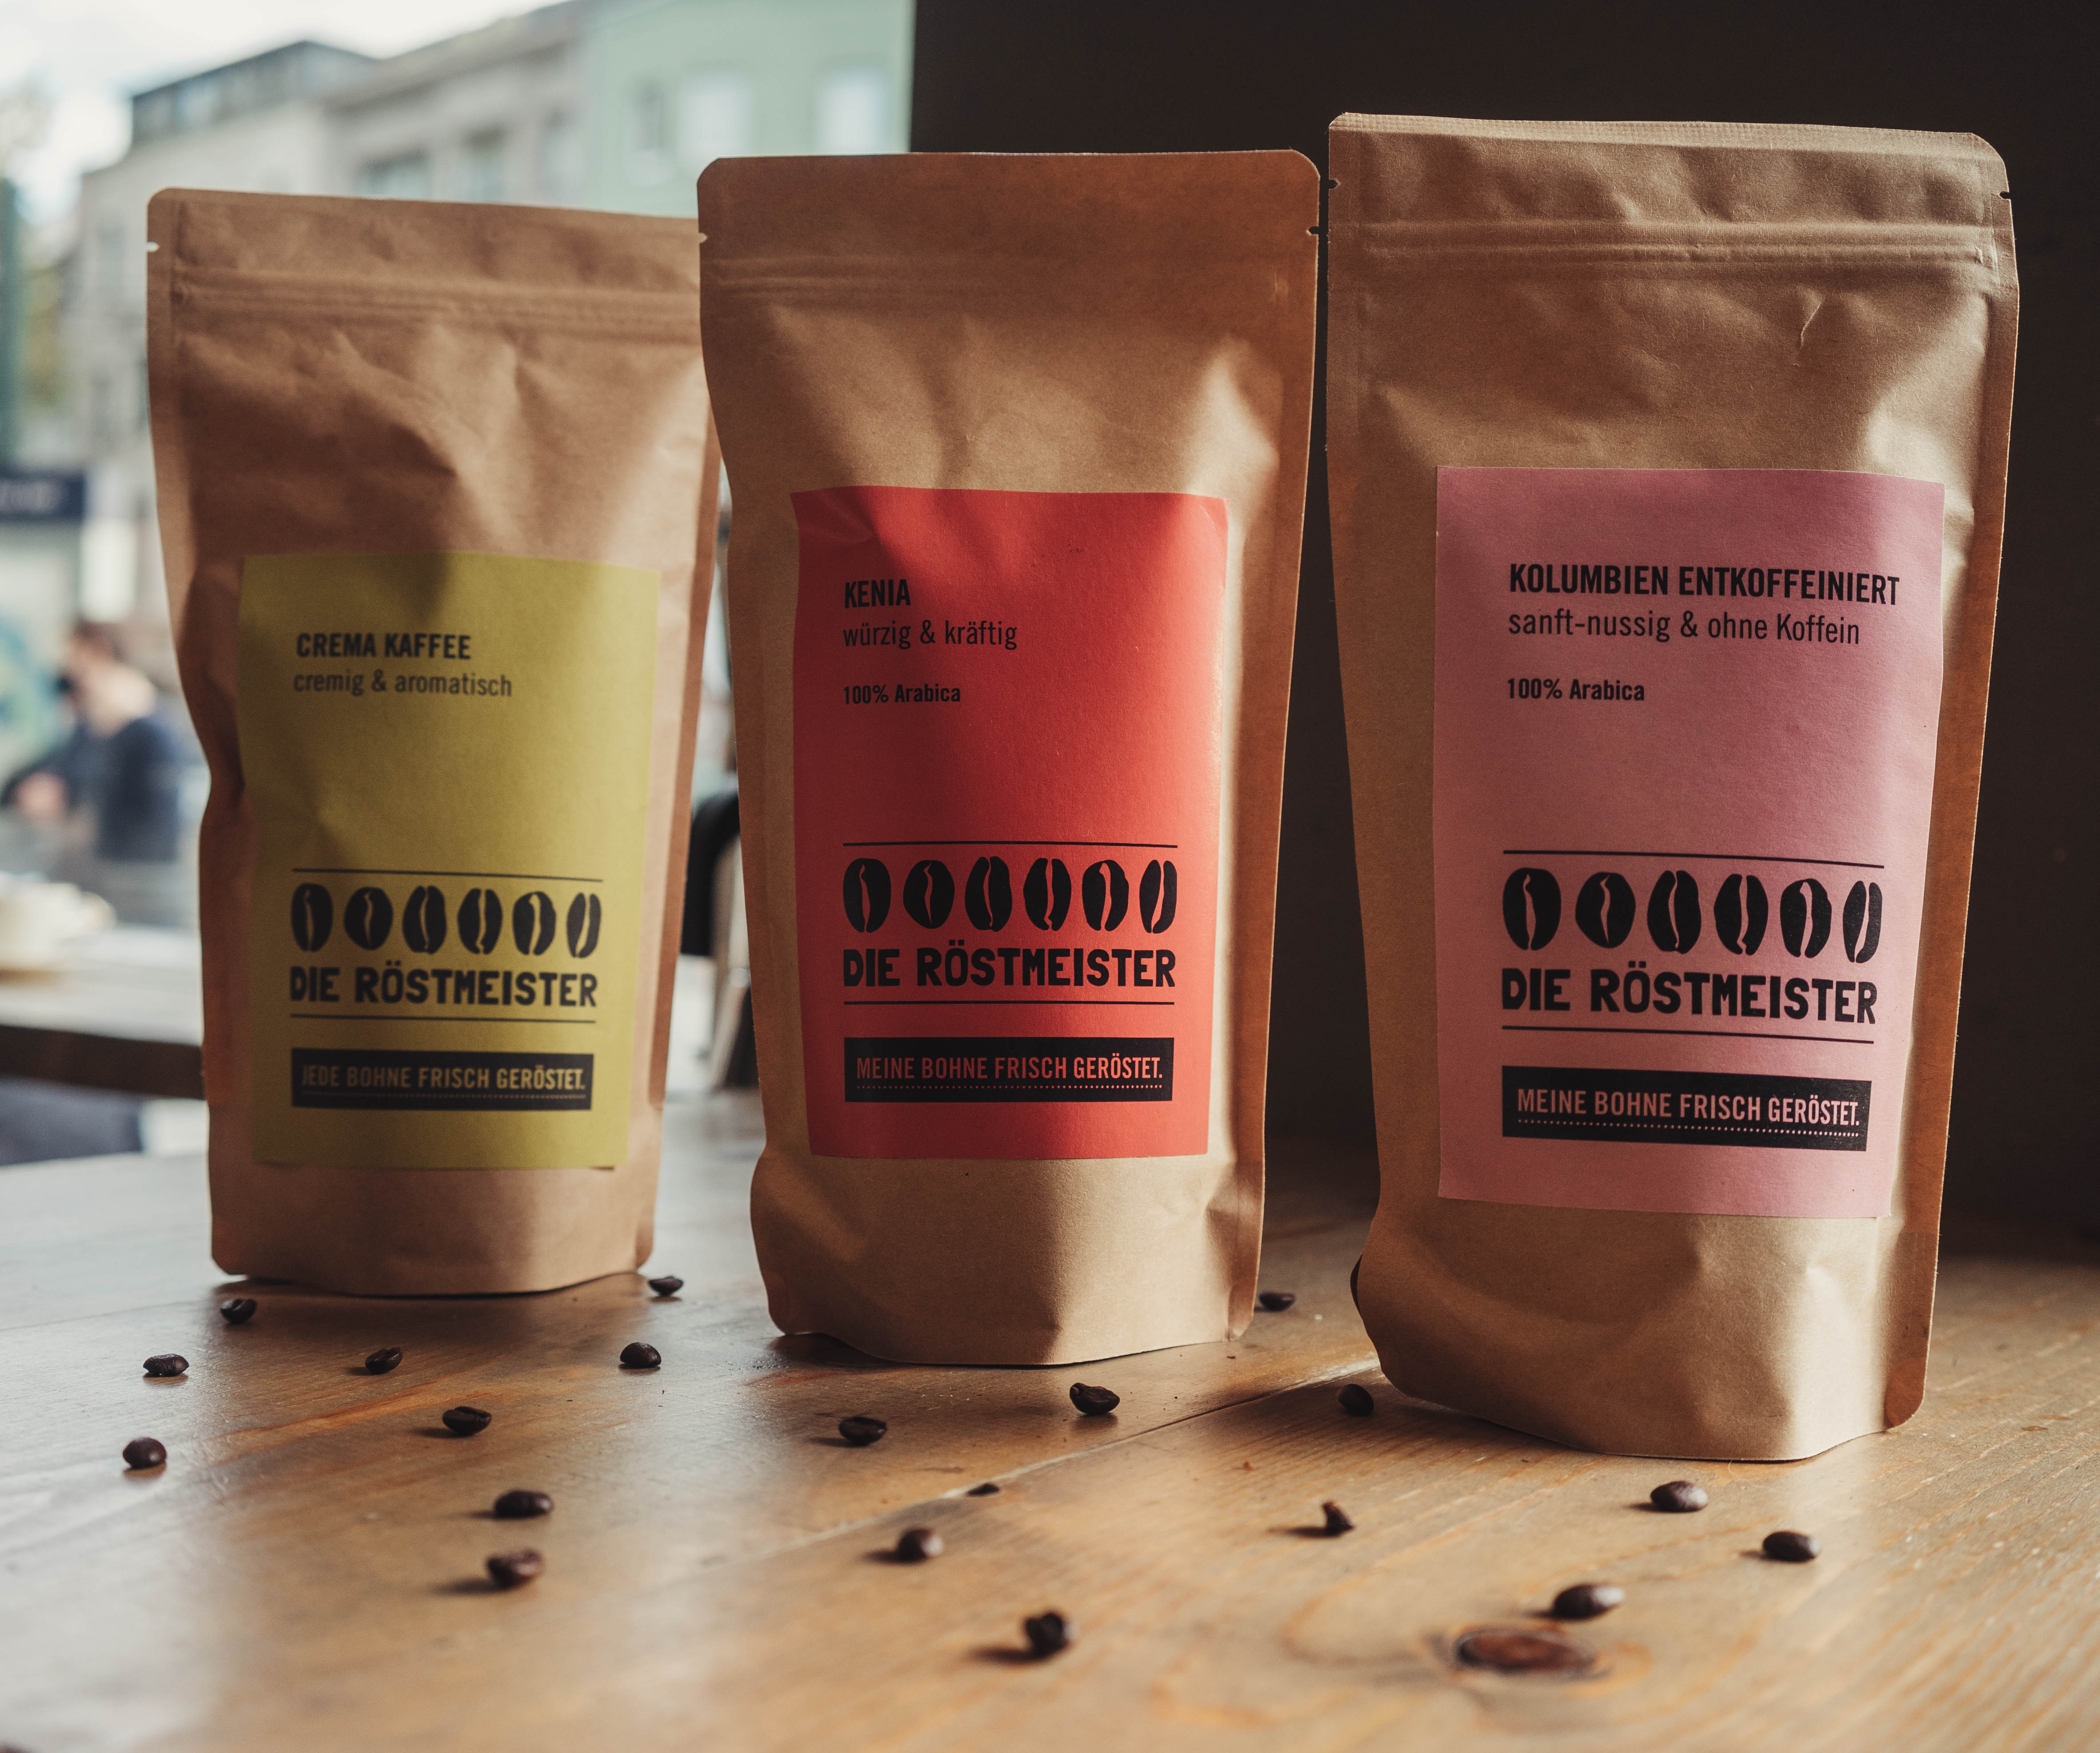 CREMA KAFFEE
cremig & aromatisch
DIE RÖSTMEISTER
JEDE BOHNE FRISCH GERÖSTET.
KENIA
würzig & kräftig
100% Arabica
DIE RÖSTMEISTER
MEINE BOHNE FRISCH GERÖSTET.
KOLUMBIEN ENTKOFFEINIERT
sanft-nussig & ohne Koffein
100% Arabica
DIE RÖSTMEISTER
MEINE BOHNE FRISCH GERÖSTET.